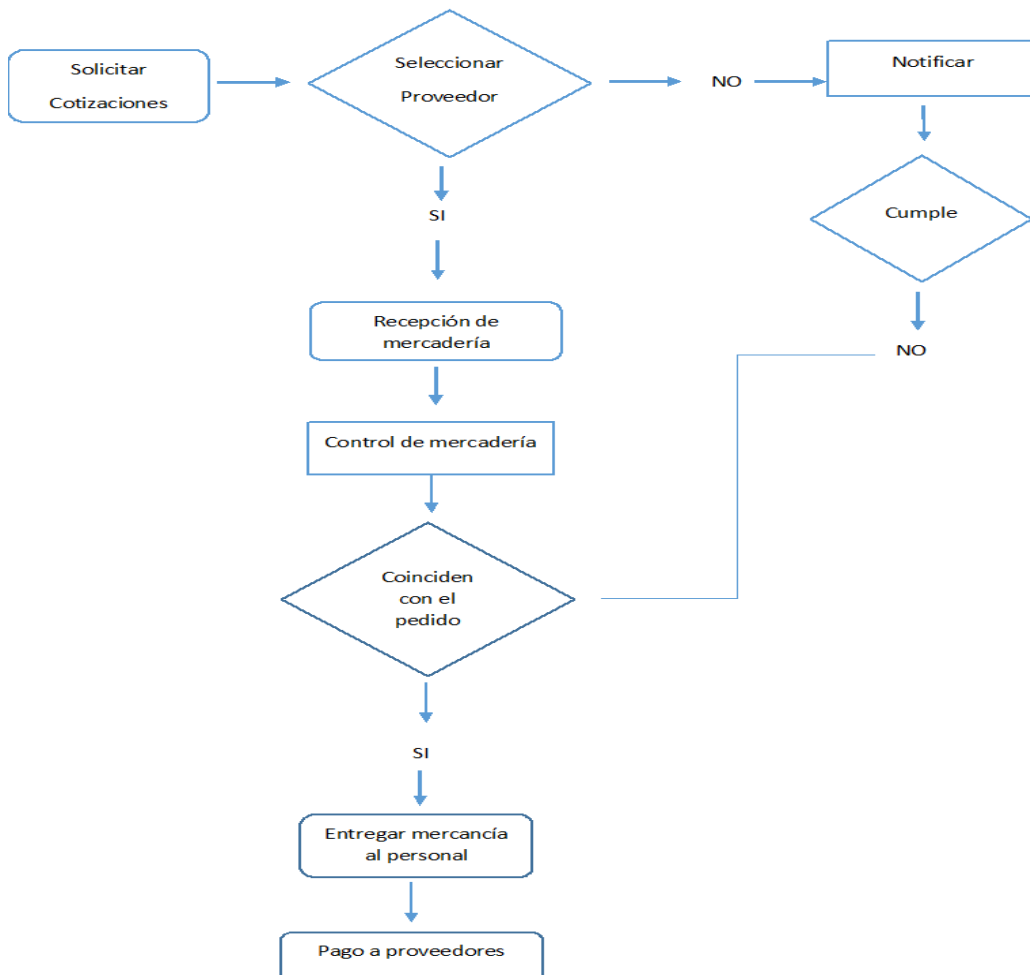 Solicitar
Cotizaciones
Seleccionar
Proveedor
NO
Notificar
Cumple
SI
NO
Recepción de
mercadería
Control de mercadería
Coinciden
con el
pedido
SI
Entregar mercancía
al personal
Pago a proveedores